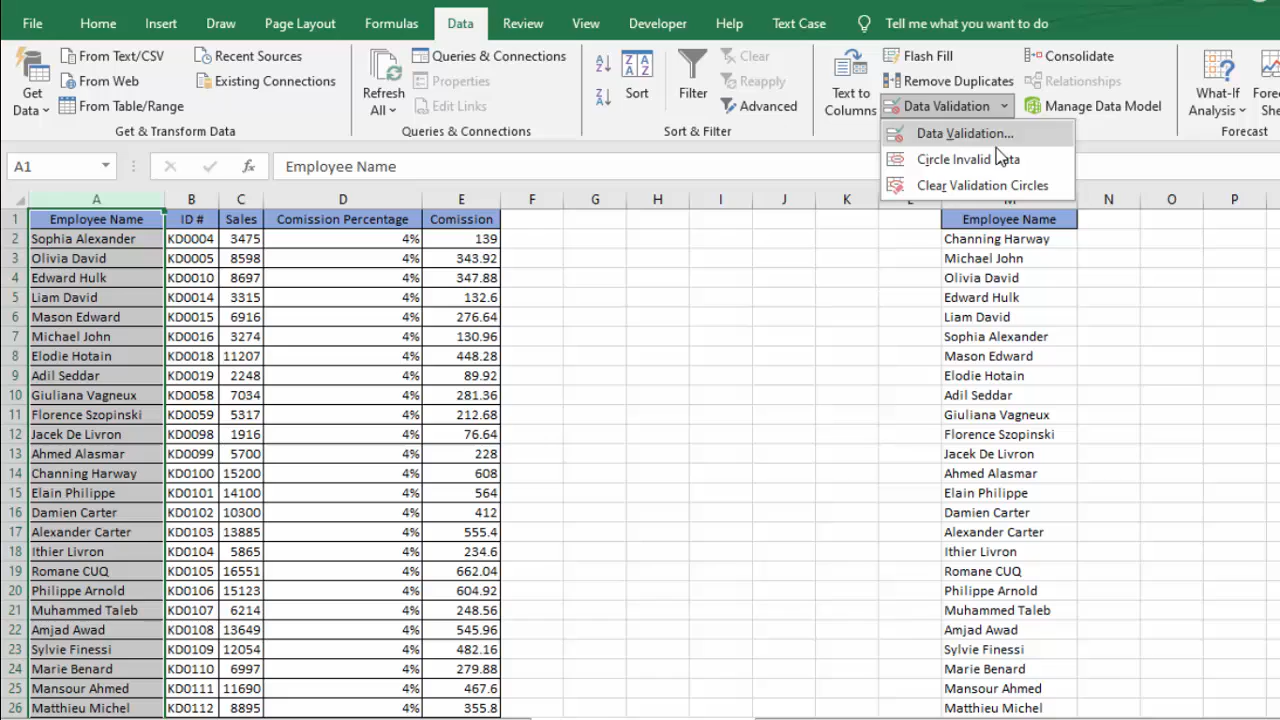 File Home Insert Draw Page Layout Formulas Data Review View Developer Help Text Case Tell me what you want to do
Get Data
From Text/CSV
From Web
From Table/Range
Recent Sources
Existing Connections
Get & Transform Data
Refresh All
Queries & Connections
Properties
Edit Links
Queries & Connections
Sort
Filter
Clear
Reapply
Advanced
Sort & Filter
Text to Columns
Flash Fill
Remove Duplicates
Data Validation
Consolidate
Relationships
Manage Data Model
What-If Analysis
Forecast
Data Validation...
Circle Invalid Data
Clear Validation Circles
A1 fx Employee Name
A B C D E F G H I J K M N O P
1 Employee Name ID # Sales Comission Percentage Comission Employee Name
2 Sophia Alexander KD0004 3475 4% 139 Channing Harway
3 Olivia David KD0005 8598 4% 343.92 Michael John
4 Edward Hulk KD0010 8697 4% 347.88 Olivia David
5 Liam David KD0014 3315 4% 132.6 Edward Hulk
6 Mason Edward KD0015 6916 4% 276.64 Liam David
7 Michael John KD0016 3274 4% 130.96 Sophia Alexander
8 Elodie Hotain KD0018 11207 4% 448.28 Mason Edward
9 Adil Seddar KD0019 2248 4% 89.92 Elodie Hotain
10 Giuliana Vagneux KD0058 7034 4% 281.36 Adil Seddar
11 Florence Szopinski KD0059 5317 4% 212.68 Giuliana Vagneux
12 Jacek De Livron KD0098 1916 4% 76.64 Florence Szopinski
13 Ahmed Alasmar KD0099 5700 4% 228 Jacek De Livron
14 Channing Harway KD0100 15200 4% 608 Ahmed Alasmar
15 Elain Philippe KD0101 14100 4% 564 Elain Philippe
16 Damien Carter KD0102 10300 4% 412 Damien Carter
17 Alexander Carter KD0103 13885 4% 555.4 Alexander Carter
18 Ithier Livron KD0104 5865 4% 234.6 Ithier Livron
19 Romane CUQ KD0105 16551 4% 662.04 Romane CUQ
20 Philippe Arnold KD0106 15123 4% 604.92 Philippe Arnold
21 Muhammed Taleb KD0107 6214 4% 248.56 Muhammed Taleb
22 Amjad Awad KD0108 13649 4% 545.96 Amjad Awad
23 Sylvie Finessi KD0109 12054 4% 482.16 Sylvie Finessi
24 Marie Benard KD0110 6997 4% 279.88 Marie Benard
25 Mansour Ahmed KD0111 11690 4% 467.6 Mansour Ahmed
26 Matthieu Michel KD0112 8895 4% 355.8 Matthieu Michel